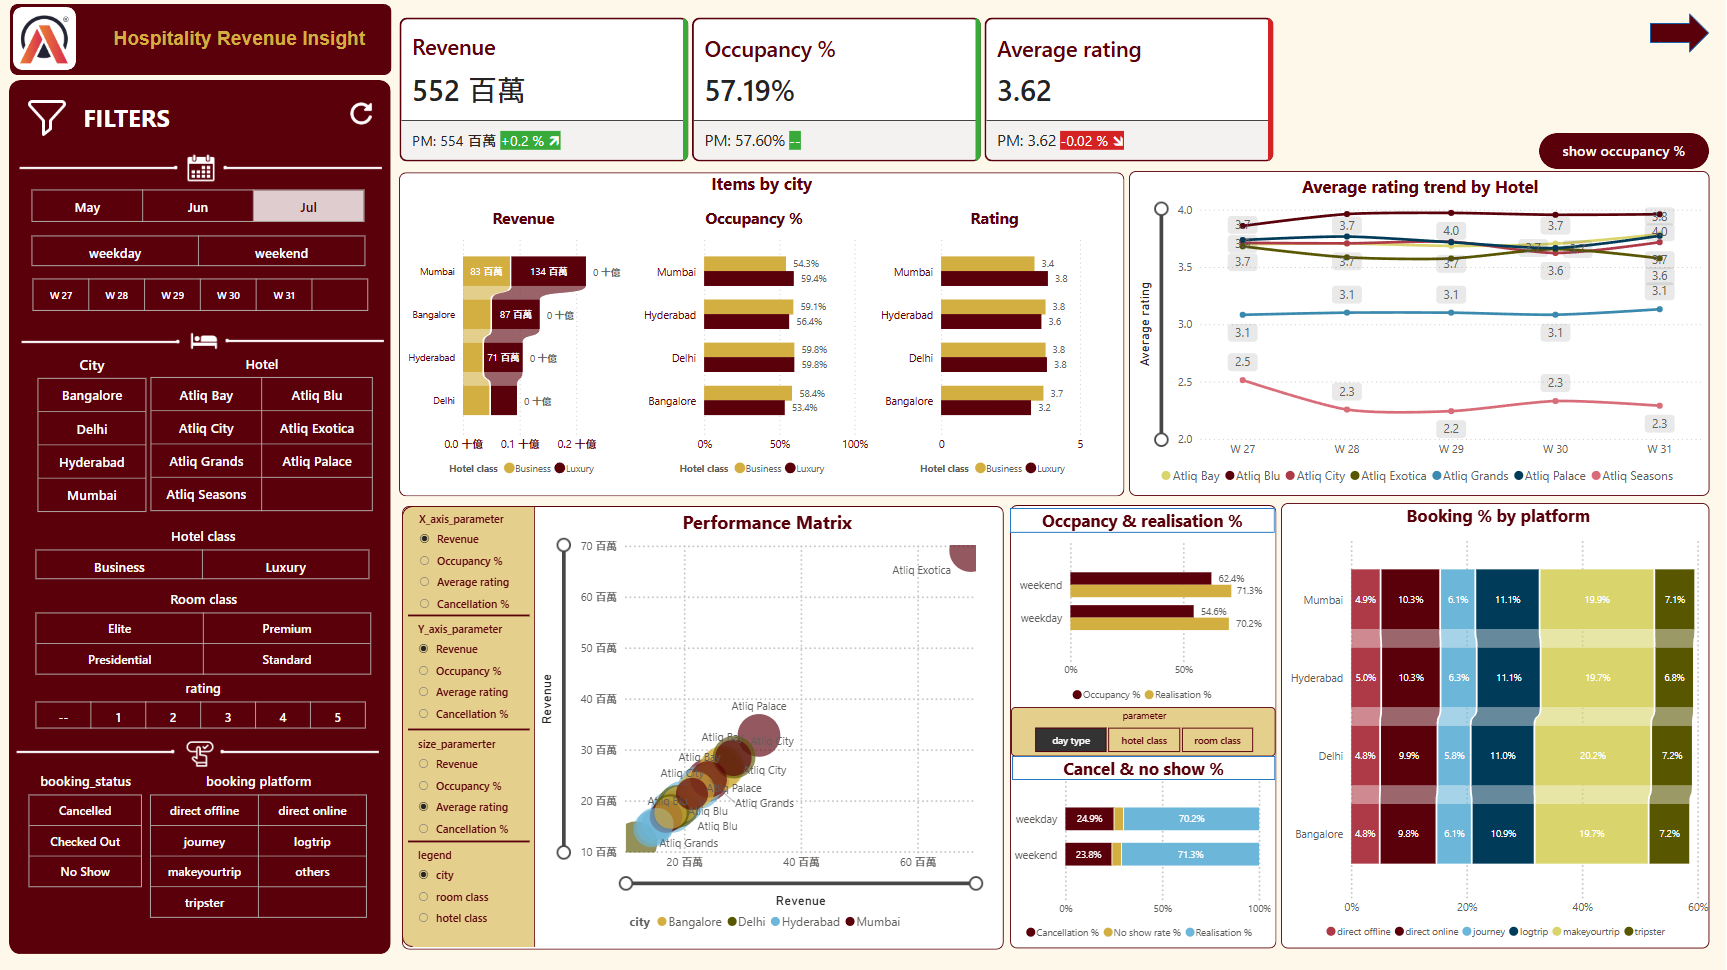 Hospitality Revenue Insight
FILTERS
May Jun Jul
weekday weekend
W 27 W 28 W 29 W 30 W 31
City Hotel
Bangalore Atliq Bay Atliq Blu
Delhi Atliq City Atliq Exotica
Hyderabad Atliq Grands Atliq Palace
Mumbai Atliq Seasons
Hotel class
Business Luxury
Room class
Elite Premium
Presidential Standard
rating
-- 1 2 3 4 5
booking_status booking platform
Cancelled direct offline direct online
Checked Out journey logtrip
No Show makeyourtrip others
tripster
Revenue
552 百萬
PM: 554 百萬 +0.2 %
Occupancy %
57.19%
PM: 57.60% --
Average rating
3.62
PM: 3.62 -0.02 %
show occupancy %
Items by city
Revenue
Mumbai 83 百萬 134 百萬 0 十億
Bangalore 87 百萬 0 十億
Hyderabad 71 百萬 0 十億
Delhi 0 十億
0.0 十億 0.1 十億 0.2 十億
Hotel class Business Luxury
Occupancy %
Mumbai 54.3% 59.4%
Hyderabad 59.1% 56.4%
Delhi 59.8% 59.8%
Bangalore 58.4% 53.4%
0% 50% 100%
Hotel class Business Luxury
Rating
Mumbai 3.4 3.8
Hyderabad 3.8 3.6
Delhi 3.8 3.8
Bangalore 3.7 3.2
0 5
Hotel class Business Luxury
Average rating trend by Hotel
Average rating
4.0
3.5
3.0
2.5
2.0
3.7 3.7 4.0 3.7 3.8
4.0
3.7 3.7 3.7 3.6 3.7
3.6
3.1 3.1 3.1
3.1 3.1
2.5 2.3 2.2 2.3 2.3
W 27 W 28 W 29 W 30 W 31
Atliq Bay Atliq Blu Atliq City Atliq Exotica Atliq Grands Atliq Palace Atliq Seasons
X_axis_parameter
Revenue
Occupancy %
Average rating
Cancellation %
Y_axis_parameter
Revenue
Occupancy %
Average rating
Cancellation %
size_paramerter
Revenue
Occupancy %
Average rating
Cancellation %
legend
city
room class
hotel class
Performance Matrix
Revenue
70 百萬
60 百萬
50 百萬
40 百萬
30 百萬
20 百萬
10 百萬
Atliq Exotica
Atliq Palace
Atliq City
Atliq City
Atliq Grands
Atliq Blu
Atliq Blu
Atliq Grands
20 百萬 40 百萬 60 百萬
Revenue
city Bangalore Delhi Hyderabad Mumbai
Occpancy & realisation %
weekend 62.4% 71.3%
weekday 54.6% 70.2%
0% 50%
Occupancy % Realisation %
parameter
day type hotel class room class
Cancel & no show %
weekday 24.9% 70.2%
weekend 23.8% 71.3%
0% 50% 100%
Cancellation % No show rate % Realisation %
Booking % by platform
Mumbai 4.9% 10.3% 6.1% 11.1% 19.9% 7.1%
Hyderabad 5.0% 10.3% 6.3% 11.1% 19.7% 6.8%
Delhi 4.8% 9.9% 5.8% 11.0% 20.2% 7.2%
Bangalore 4.8% 9.8% 6.1% 10.9% 19.7% 7.2%
0% 20% 40% 60%
direct offline direct online journey logtrip makeyourtrip tripster